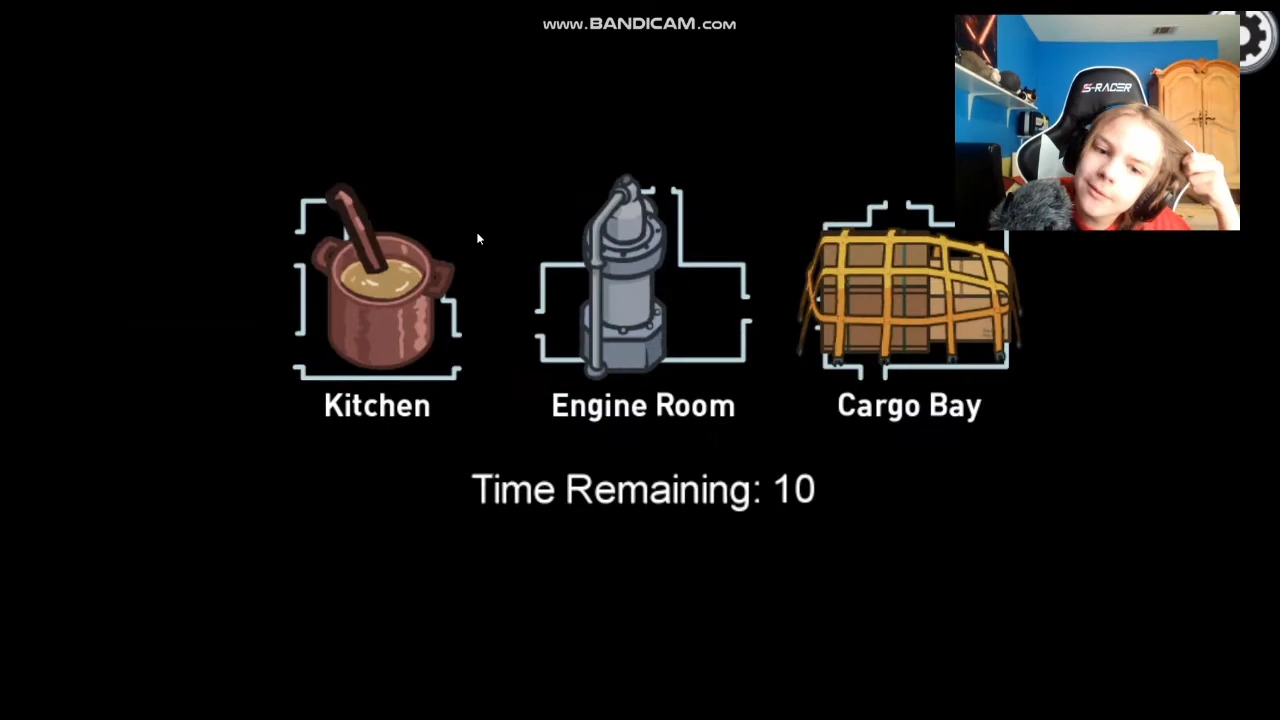 www.BANDICAM.com
S-RACER
Kitchen
Engine Room
Cargo Bay
Time Remaining: 10